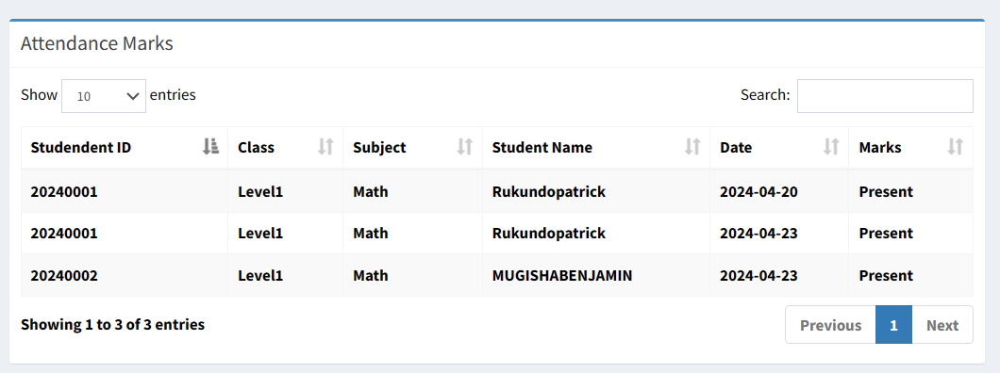 Attendance Marks
Show 10 entries Search:
Studendent ID Class Subject Student Name Date Marks
20240001 Level1 Math Rukundopatrick 2024-04-20 Present
20240001 Level1 Math Rukundopatrick 2024-04-23 Present
20240002 Level1 Math MUGISHABENJAMIN 2024-04-23 Present
Showing 1 to 3 of 3 entries Previous 1 Next